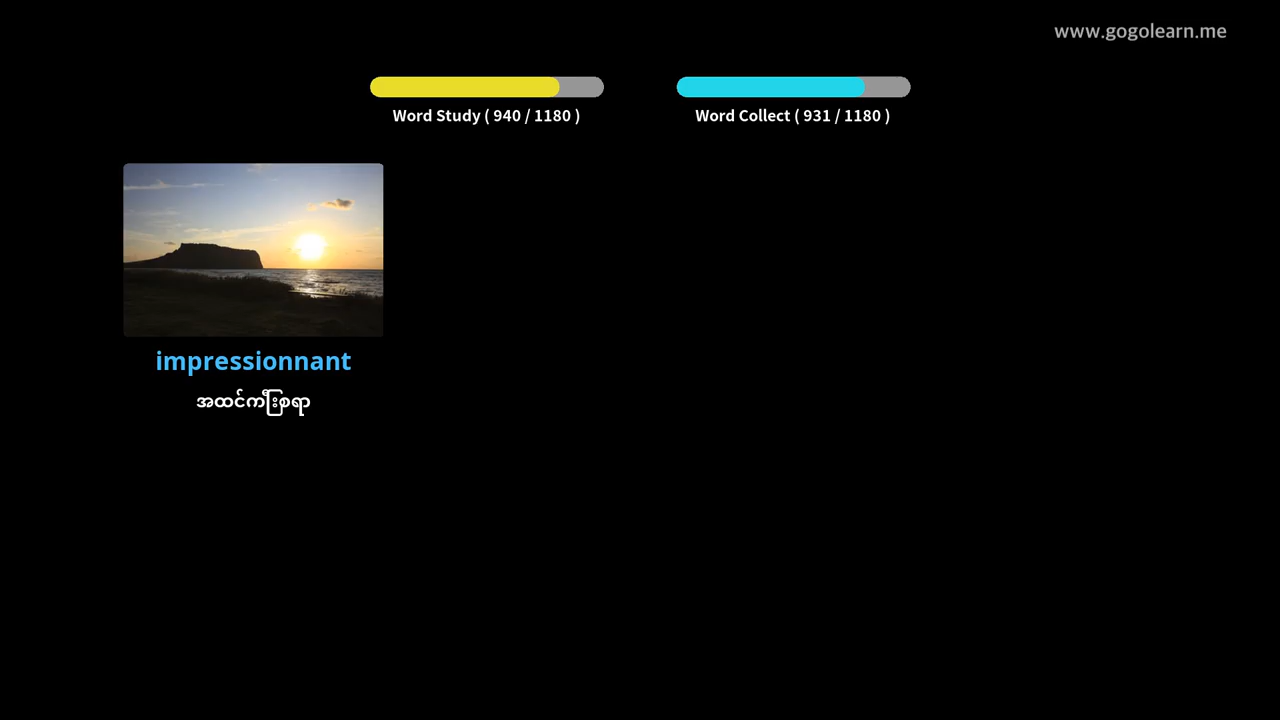 www.gogolearn.me
Word Study ( 940 / 1180 )
Word Collect ( 931 / 1180 )
impressionnant
အထင်ကြီးစရာ